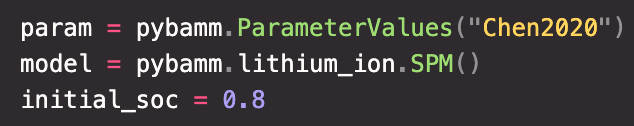 param = pybamm.ParameterValues("Chen2020")
model = pybamm.lithium_ion.SPM()
initial_soc = 0.8